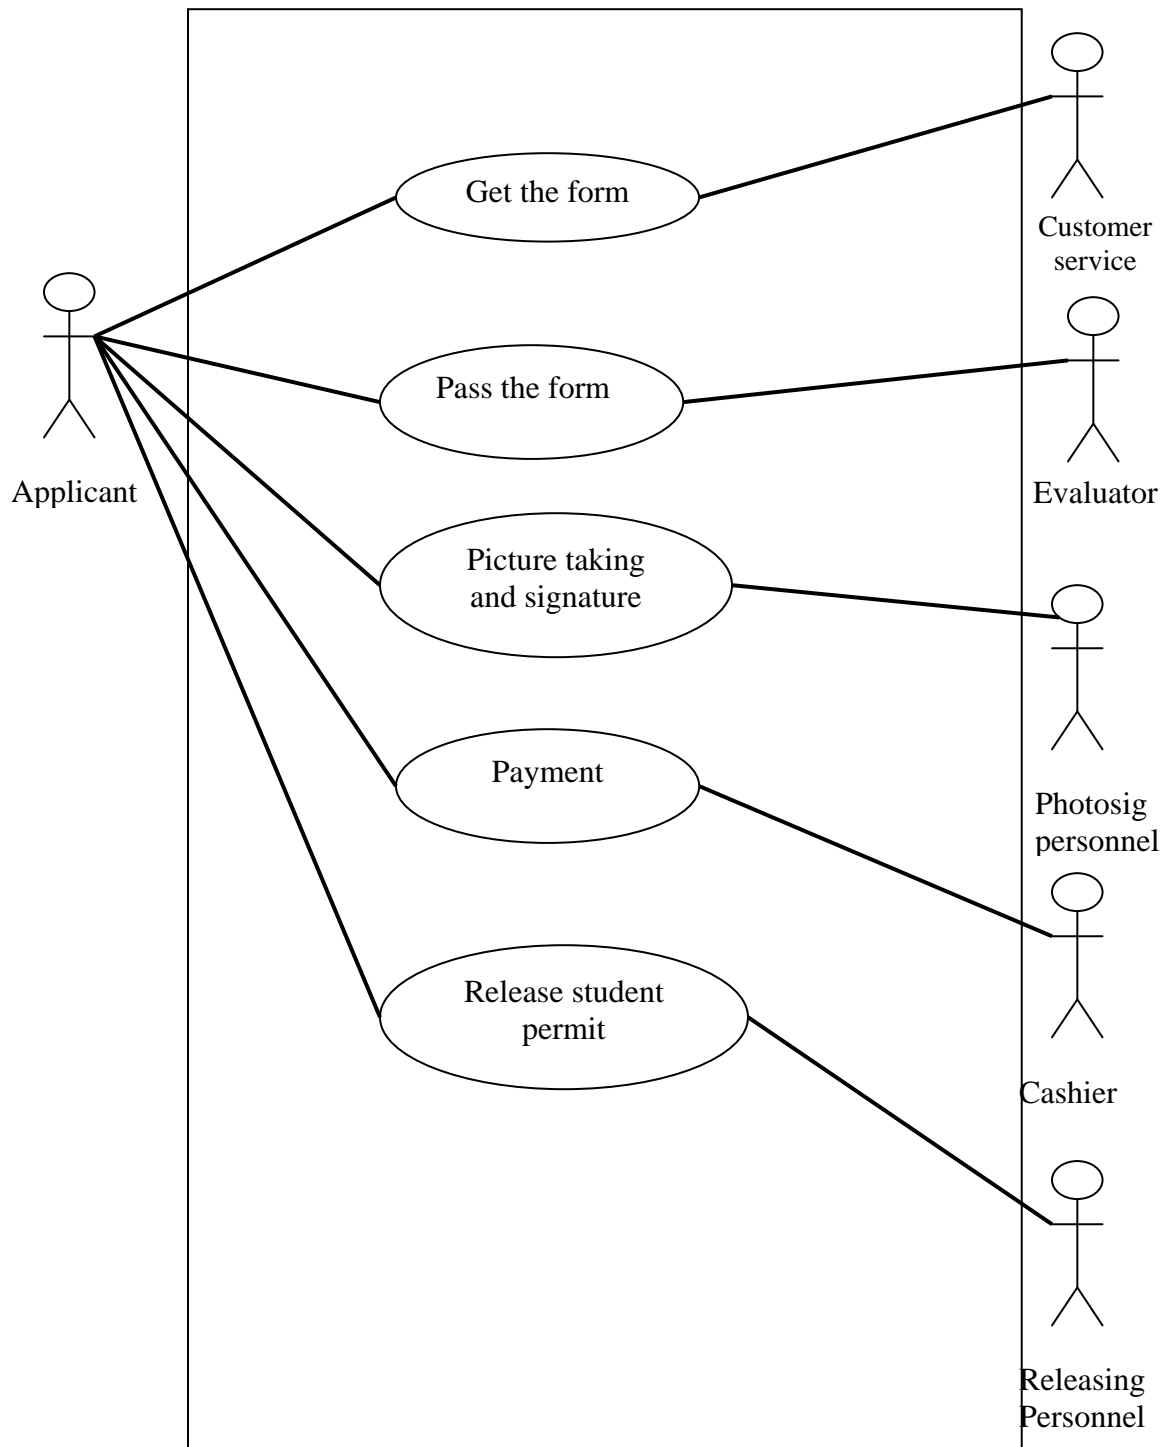 Get the form
Customer
service
Pass the form
Applicant
Evaluator
Picture taking
and signature
Payment
Photosig
personnel
Release student
permit
Cashier
Releasing
Personnel